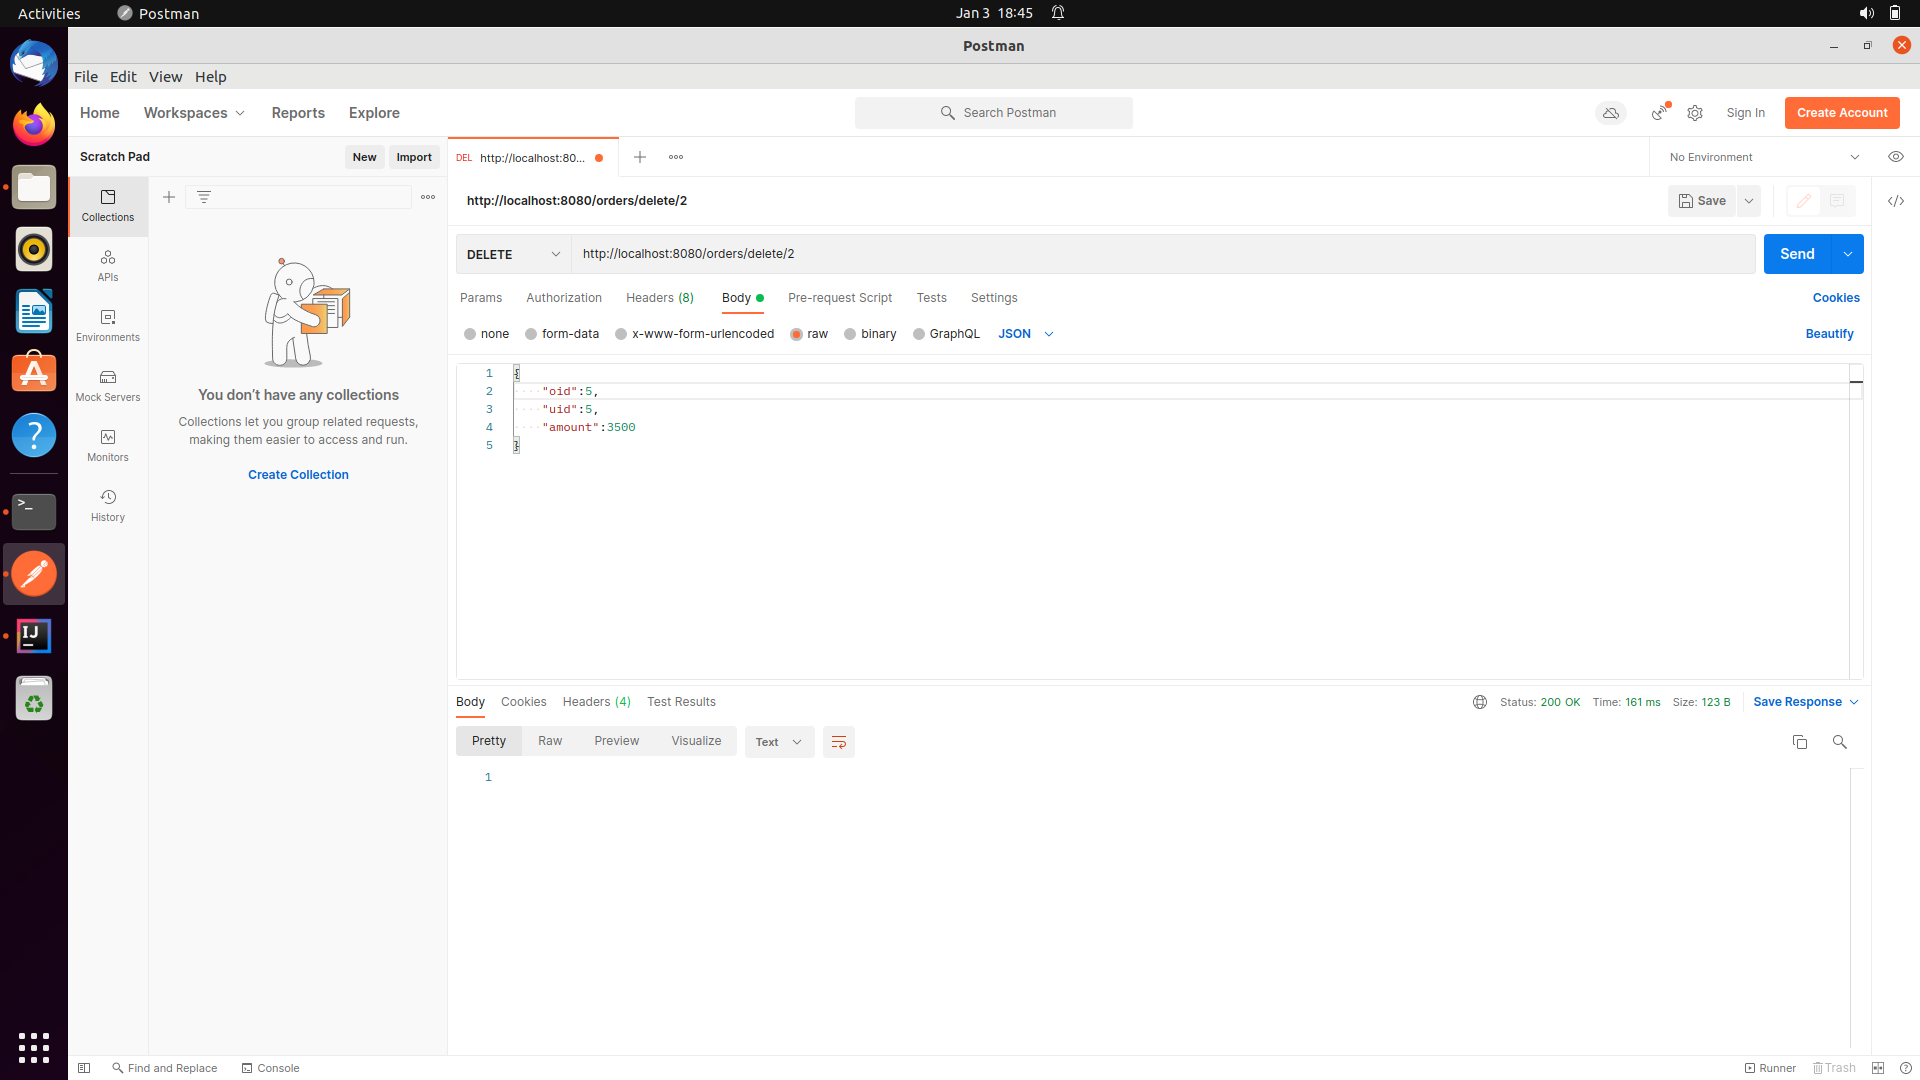 Activities Postman Jan 3 18:45
Postman
File Edit View Help
Home Workspaces Reports Explore Search Postman Sign In Create Account
Scratch Pad New Import DEL http://localhost:80... No Environment
Collections
http://localhost:8080/orders/delete/2 Save
APIs
DELETE http://localhost:8080/orders/delete/2 Send
Environments
Params Authorization Headers (8) Body Pre-request Script Tests Settings Cookies
none form-data x-www-form-urlencoded raw binary GraphQL JSON Beautify
Mock Servers
Monitors
History
You don't have any collections
Collections let you group related requests,
making them easier to access and run.
Create Collection
1 {
2 "oid":5,
3 "uid":5,
4 "amount":3500
5 }
Body Cookies Headers (4) Test Results Status: 200 OK Time: 161 ms Size: 123 B Save Response
Pretty Raw Preview Visualize Text
1
Find and Replace Console Runner Trash